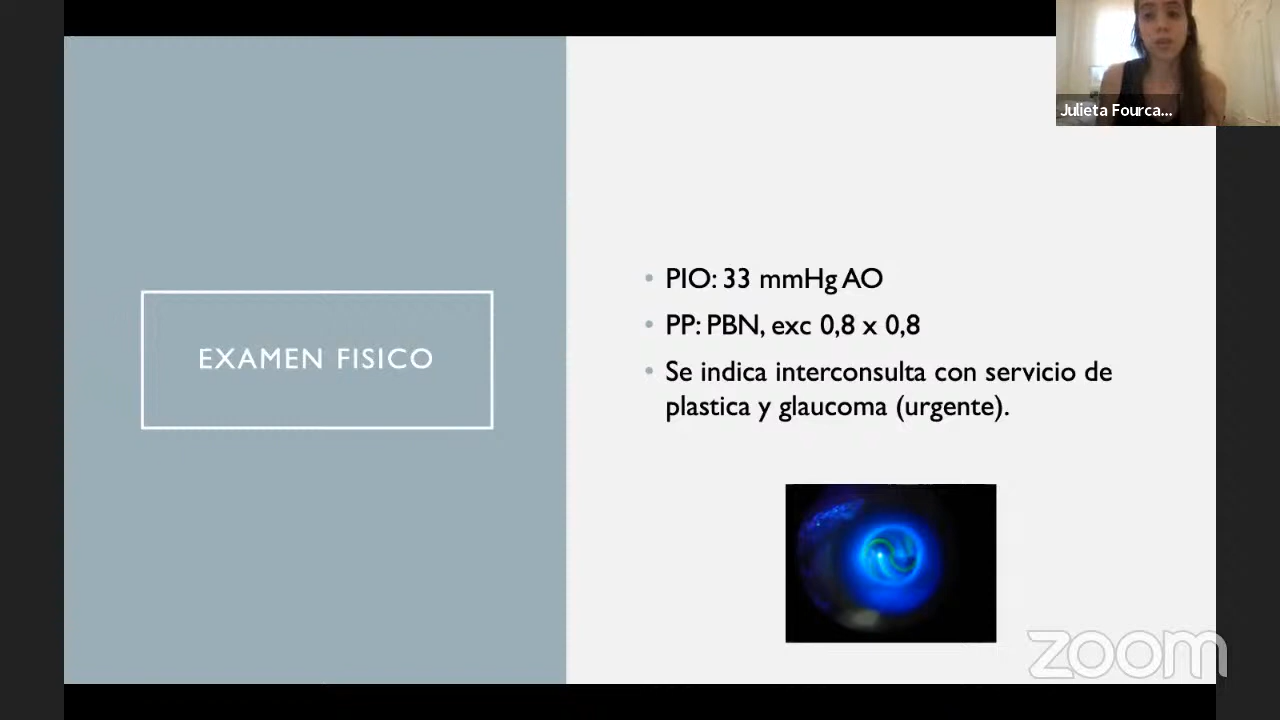 Julieta Fourca...
EXAMEN FISICO
• PIO: 33 mmHg AO
• PP: PBN, exc 0,8 x 0,8
• Se indica interconsulta con servicio de
plastica y glaucoma (urgente).
zoom